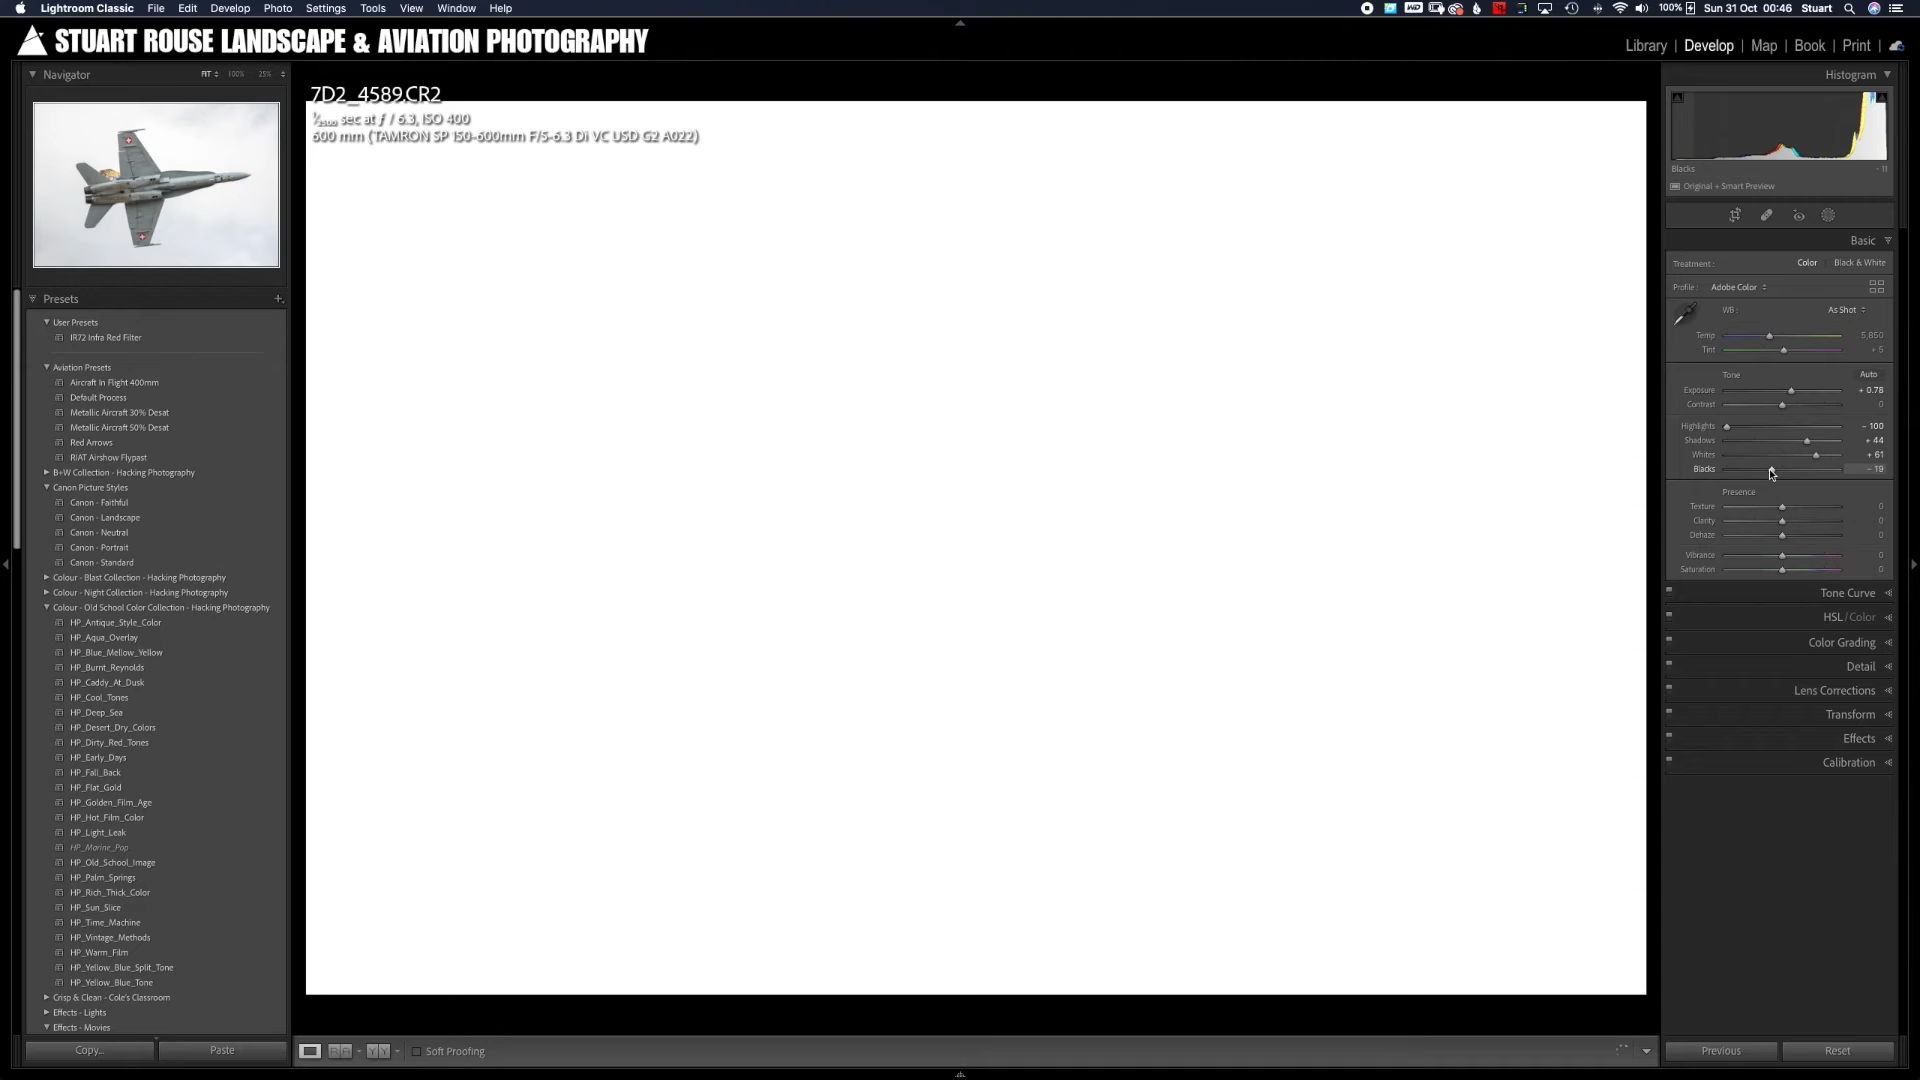 Lightroom Classic File Edit Develop Photo Settings Tools View Window Help
100% Sun 31 Oct 00:46 Stuart
STUART ROUSE LANDSCAPE & AVIATION PHOTOGRAPHY
Library | Develop | Map | Book | Print
Navigator FIT 100% 25%
Presets
User Presets
IR72 Infra Red Filter
Aviation Presets
Aircraft In Flight 400mm
Default Process
Metallic Aircraft 30% Desat
Metallic Aircraft 50% Desat
Red Arrows
RIAT Airshow Flypast
B+W Collection - Hacking Photography
Canon Picture Styles
Canon - Faithful
Canon - Landscape
Canon - Neutral
Canon - Portrait
Canon - Standard
Colour - Blast Collection - Hacking Photography
Colour - Night Collection - Hacking Photography
Colour - Old School Color Collection - Hacking Photography
HP_Antique_Style_Color
HP_Aqua_Overlay
HP_Blue_Mellow_Yellow
HP_Burnt_Reynolds
HP_Caddy_At_Dusk
HP_Cool_Tones
HP_Deep_Sea
HP_Desert_Dry_Colors
HP_Dirty_Red_Tones
HP_Early_Days
HP_Fall_Back
HP_Flat_Gold
HP_Golden_Film_Age
HP_Hot_Film_Color
HP_Light_Leak
HP_Marine_Pop
HP_Old_School_Image
HP_Palm_Springs
HP_Rich_Thick_Color
HP_Sun_Slice
HP_Time_Machine
HP_Vintage_Methods
HP_Warm_Film
HP_Yellow_Blue_Split_Tone
HP_Yellow_Blue_Tone
Crisp & Clean - Cole's Classroom
Effects - Lights
Effects - Movies
Copy... Paste
7D2_4589.CR2
1/2500 sec at ƒ / 6.3, ISO 400
600 mm (TAMRON SP 150-600mm F/5-6.3 Di VC USD G2 A022)
Soft Proofing
Histogram
Blacks - 11
Original + Smart Preview
Basic
Treatment : Color Black & White
Profile : Adobe Color
WB : As Shot
Temp 5,850
Tint + 5
Tone Auto
Exposure + 0.78
Contrast 0
Highlights - 100
Shadows + 44
Whites + 61
Blacks - 19
Presence
Texture 0
Clarity 0
Dehaze 0
Vibrance 0
Saturation 0
Tone Curve
HSL / Color
Color Grading
Detail
Lens Corrections
Transform
Effects
Calibration
Previous Reset